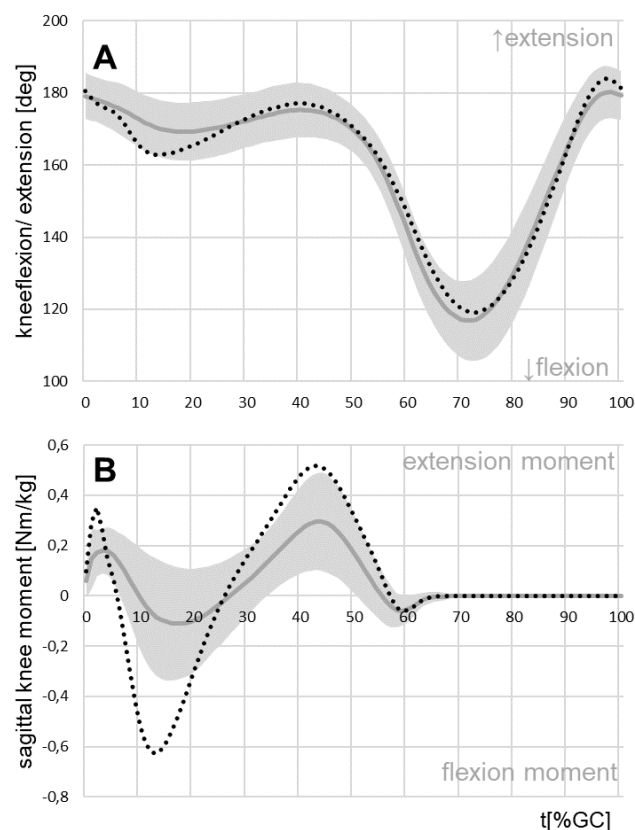 200
A
↑extension
180
160
140
120
↓flexion
100
0 10 20 30 40 50 60 70 80 90 100
kneeflexion/ extension [deg]
0,6
B
extension moment
0,4
0,2
0
0 10 20 30 40 50 60 70 80 90 100
-0,2
-0,4
-0,6
flexion moment
-0,8
sagittal knee moment [Nm/kg]
t[%GC]